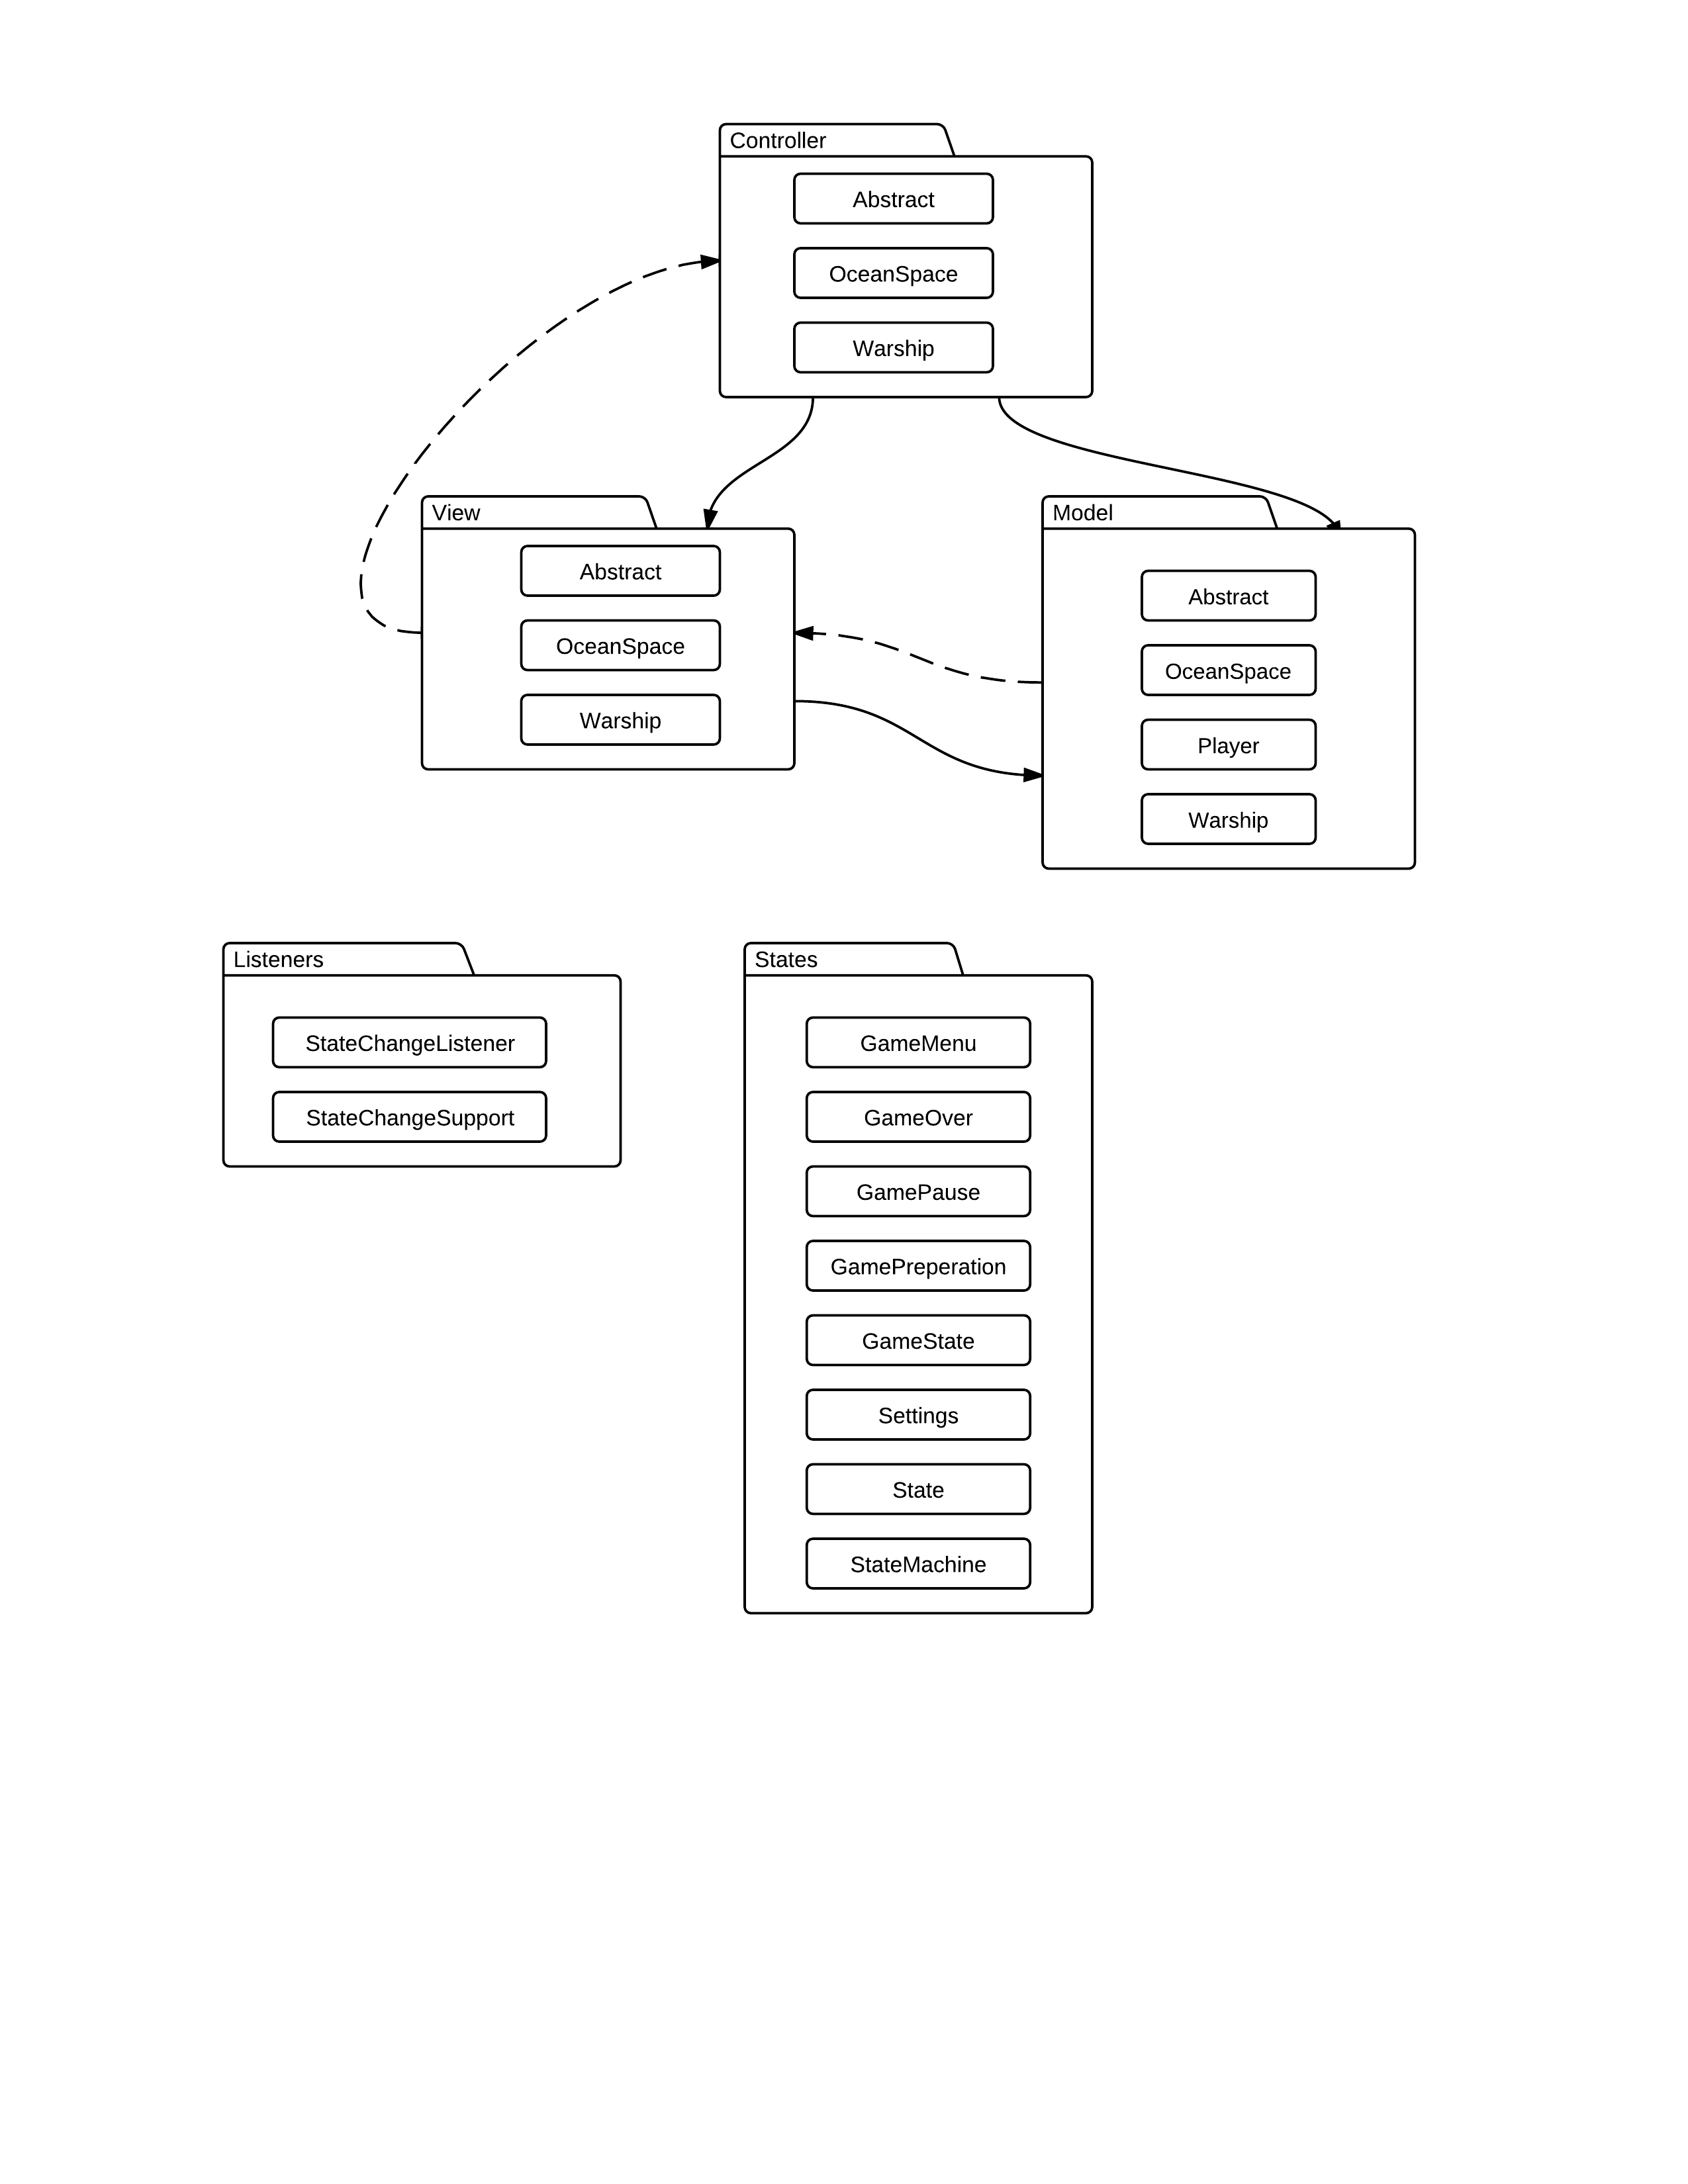 Controller
Abstract
OceanSpace
Warship
View
Abstract
OceanSpace
Warship
Model
Abstract
OceanSpace
Player
Warship
Listeners
StateChangeListener
StateChangeSupport
States
GameMenu
GameOver
GamePause
GamePreperation
GameState
Settings
State
StateMachine